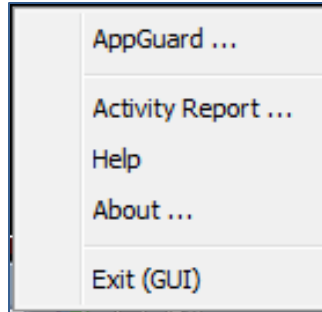 AppGuard ...
Activity Report ...
Help
About ...
Exit (GUI)